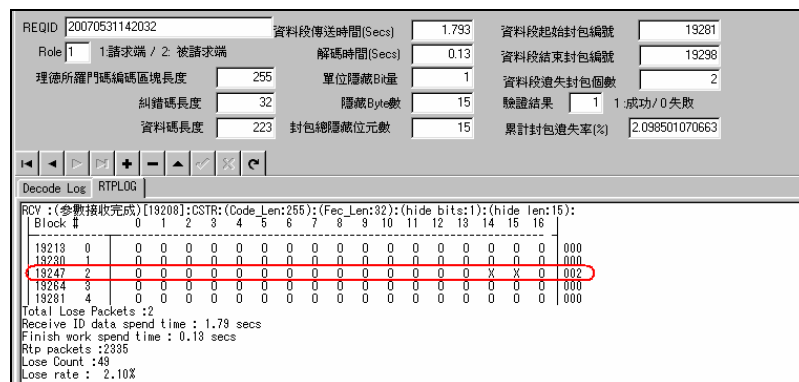 REQID 20070531142032 資料段傳送時間(Secs) 1.793 資料段起始封包編號 19281
Role 1 1:請求端 / 2: 被請求端 解碼時間(Secs) 0.13 資料段結束封包編號 19298
理德所羅門碼編碼區塊長度 255 單位隱藏Bit量 1 資料段遺失封包個數 2
糾錯碼長度 32 隱藏Byte數 15 驗證結果 1 1:成功/0失敗
資料碼長度 223 封包總隱藏位元數 15 累計封包遺失率(%) 2.098501070663
Decode Log RTPLOG
RCV :(參數接收完成)[19208]:CSTR:(Code_Len:255):(Fec_Len:32):(hide bits:1):(hide len:15):
Block # 0 1 2 3 4 5 6 7 8 9 10 11 12 13 14 15 16
19213 0 0 0 0 0 0 0 0 0 0 0 0 0 0 0 0 0 0 000
19230 1 0 0 0 0 0 0 0 0 0 0 0 0 0 0 0 0 0 000
19247 2 0 0 0 0 0 0 0 0 0 0 0 0 0 0 X X 0 002
19264 3 0 0 0 0 0 0 0 0 0 0 0 0 0 0 0 0 0 000
19281 4 0 0 0 0 0 0 0 0 0 0 0 0 0 0 0 0 0 000
Total Lose Packets :2
Receive ID data spend time : 1.79 secs
Finish work spend time : 0.13 secs
Rtp packets :2335
Lose Count :49
Lose rate : 2.10%